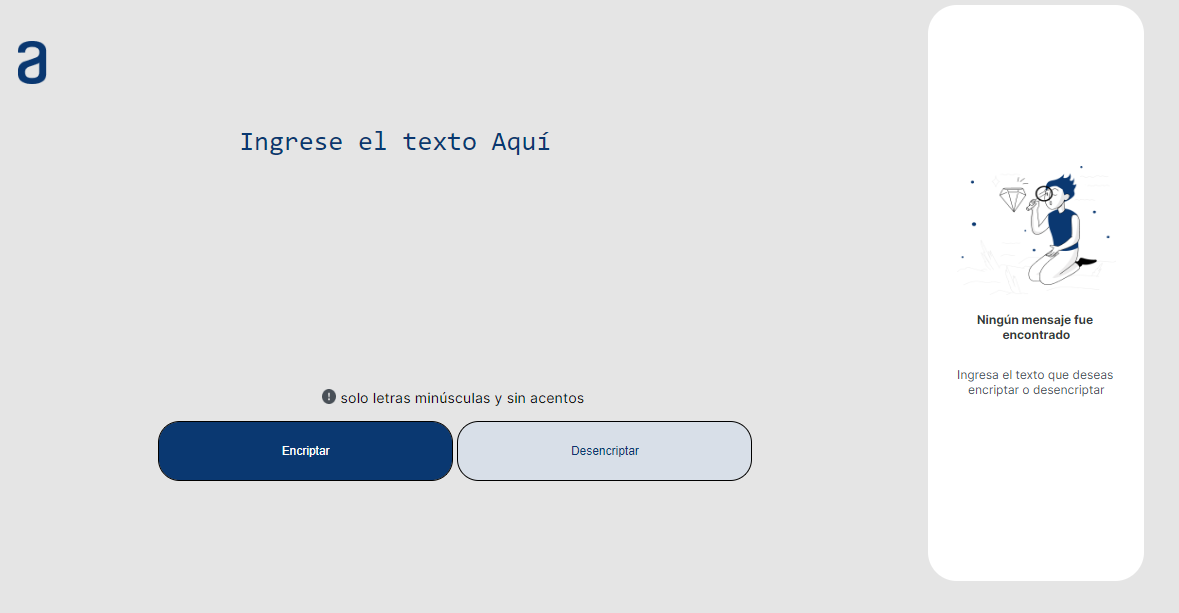 a
Ingrese el texto Aquí
solo letras minúsculas y sin acentos
Encriptar
Desencriptar
Ningún mensaje fue
encontrado
Ingresa el texto que deseas
encriptar o desencriptar